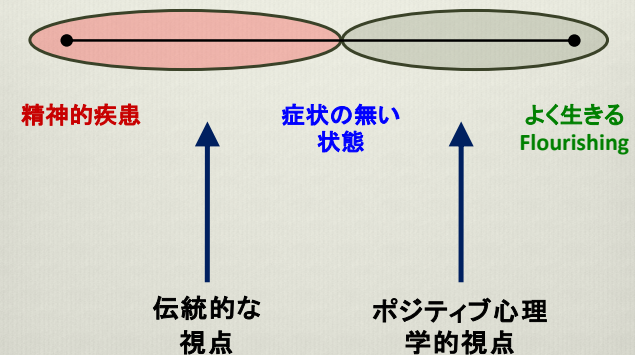 精神的疾患
症状の無い
状態
よく生きる
Flourishing
伝統的な
視点
ポジティブ心理
学的視点